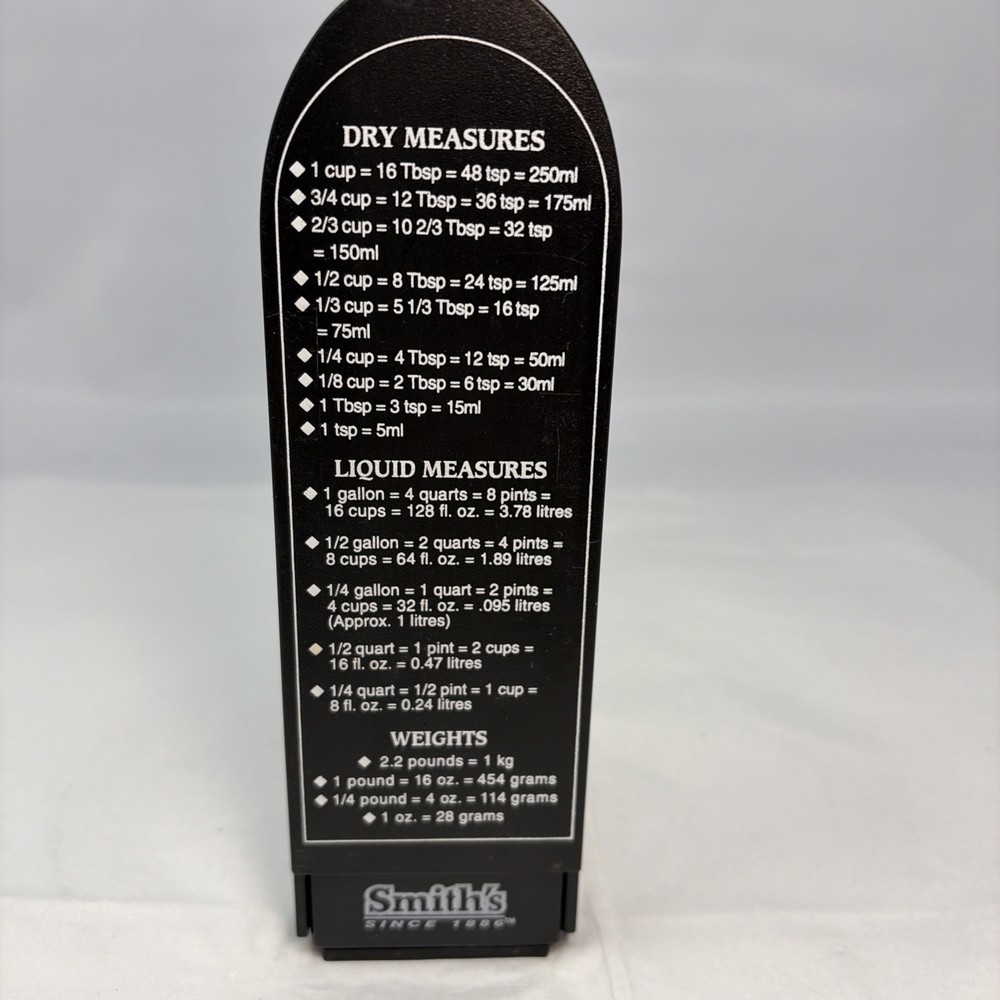 DRY MEASURES
◆ 1 cup = 16 Tbsp = 48 tsp = 250ml
◆ 3/4 cup = 12 Tbsp = 36 tsp = 175ml
◆ 2/3 cup = 10 2/3 Tbsp = 32 tsp
= 150ml
◆ 1/2 cup = 8 Tbsp = 24 tsp = 125ml
◆ 1/3 cup = 5 1/3 Tbsp = 16 tsp
= 75ml
◆ 1/4 cup = 4 Tbsp = 12 tsp = 50ml
◆ 1/8 cup = 2 Tbsp = 6 tsp = 30ml
◆ 1 Tbsp = 3 tsp = 15ml
◆ 1 tsp = 5ml
LIQUID MEASURES
◆ 1 gallon = 4 quarts = 8 pints =
16 cups = 128 fl. oz. = 3.78 litres
◆ 1/2 gallon = 2 quarts = 4 pints =
8 cups = 64 fl. oz. = 1.89 litres
◆ 1/4 gallon = 1 quart = 2 pints =
4 cups = 32 fl. oz. = .095 litres
(Approx. 1 litres)
◆ 1/2 quart = 1 pint = 2 cups =
16 fl. oz. = 0.47 litres
◆ 1/4 quart = 1/2 pint = 1 cup =
8 fl. oz. = 0.24 litres
WEIGHTS
◆ 2.2 pounds = 1 kg
◆ 1 pound = 16 oz. = 454 grams
◆ 1/4 pound = 4 oz. = 114 grams
◆ 1 oz. = 28 grams
Smith's
SINCE 1886™